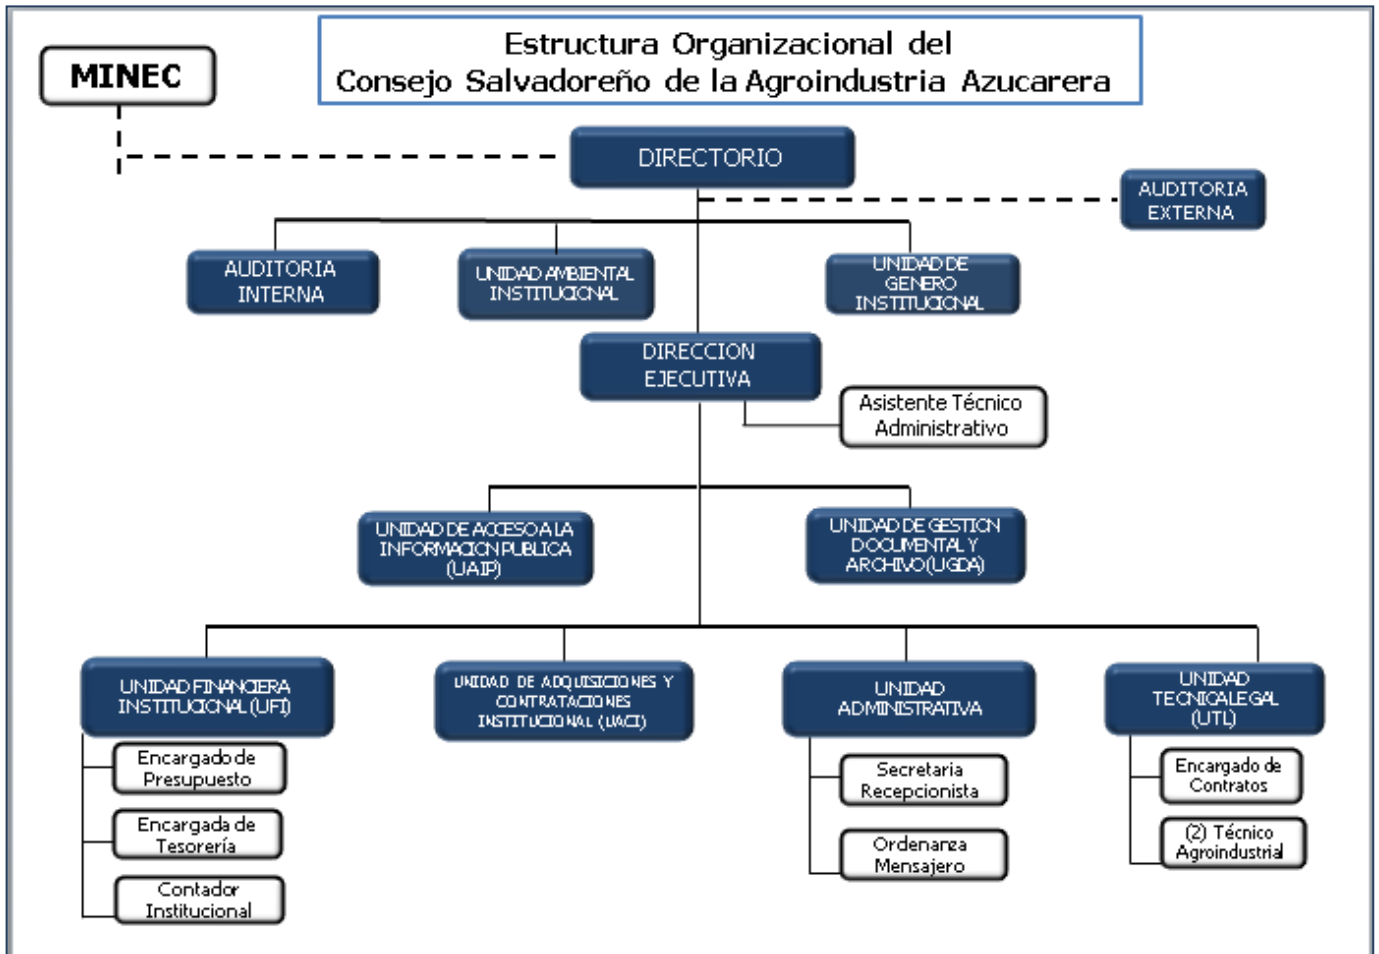 Estructura Organizacional del
Consejo Salvadoreño de la Agroindustria Azucarera
MINEC
DIRECTORIO
AUDITORIA
EXTERNA
AUDITORIA
INTERNA
UNIDAD AMBIENTAL
INSTITUCIONAL
UNIDAD DE
GENERO
INSTITUCIONAL
DIRECCION
EJECUTIVA
Asistente Técnico
Administrativo
UNIDAD DE ACCESO A LA
INFORMACION PUBLICA
(UAIP)
UNIDAD DE GESTION
DOCUMENTAL Y
ARCHIVO (UGDA)
UNIDAD FINANCIERA
INSTITUCIONAL (UFI)
UNIDAD DE ADQUISICIONES Y
CONTRATACIONES
INSTITUCIONAL (UACI)
UNIDAD
ADMINISTRATIVA
UNIDAD
TECNICA LEGAL
(UTL)
Encargado de
Presupuesto
Encargada de
Tesorería
Contador
Institucional
Secretaria
Recepcionista
Ordenanza
Mensajero
Encargado de
Contratos
(2) Técnico
Agroindustrial